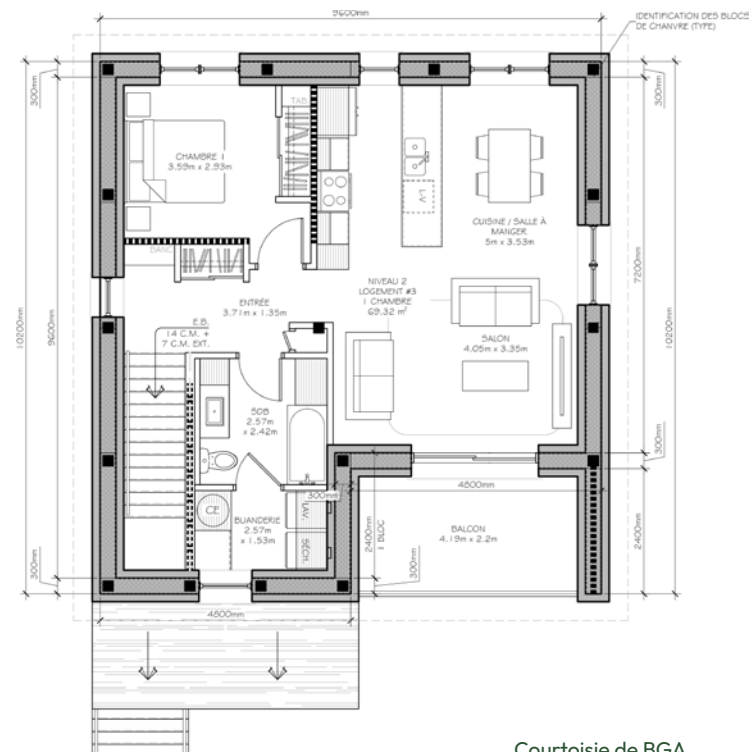 9600mm
IDENTIFICATION DES BLOCS
DE CHANVRE (TYPE)
300mm
300mm
TAB.
CHAMBRE 1
3.59m x 2.93m
L-V
CUISINE / SALLE À
MANGER
5m x 3.53m
BANC
7200mm
NIVEAU 2
LOGEMENT #3
1 CHAMBRE
69.32 m²
ENTRÉE
3.71m x 1.35m
E.B.
14 C.M. +
7 C.M. EXT.
10200mm
9600mm
10200mm
SALON
4.05m x 3.35m
SDB
2.57m
x 2.42m
300mm
300mm
4800mm
CE
LAV.
BUANDERIE
2.57m
x 1.53m
SÉCH.
2400mm
1 BLOC
BALCON
4.19m x 2.2m
2400mm
300mm
300mm
4800mm
Courtoisie de BGA